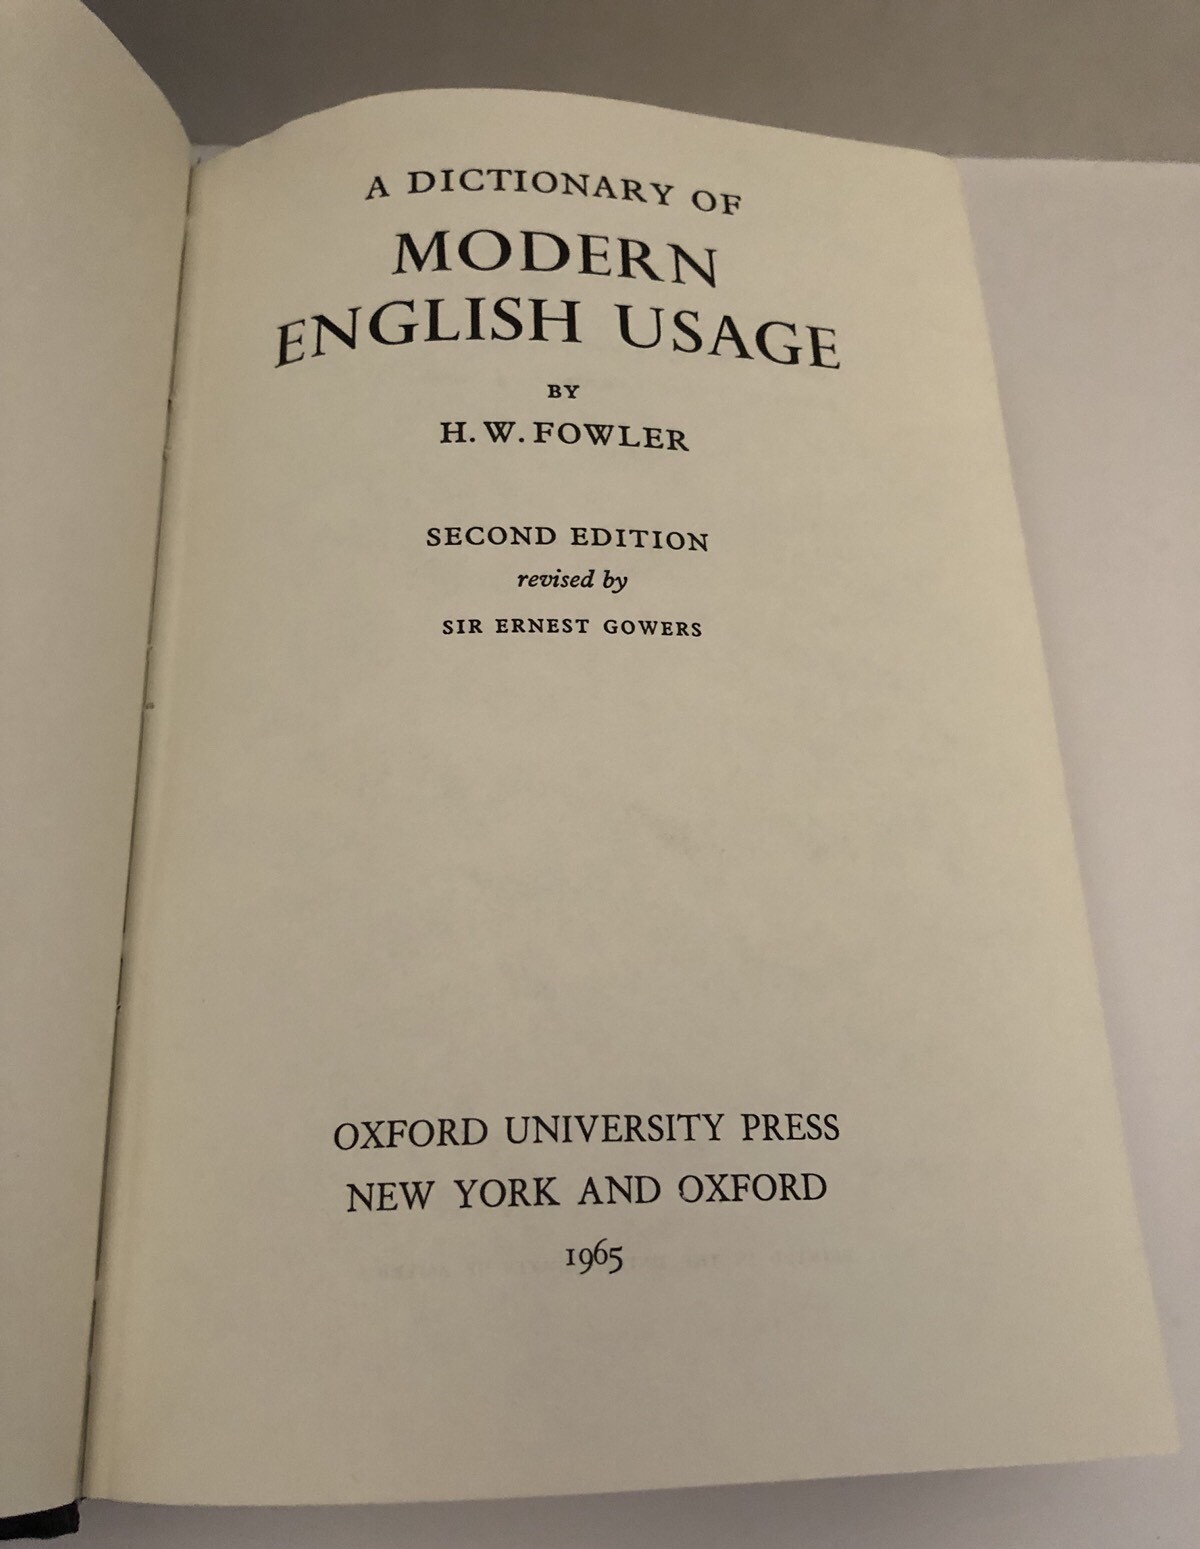 A DICTIONARY OF
MODERN
ENGLISH USAGE
BY
H. W. FOWLER
SECOND EDITION
revised by
SIR ERNEST GOWERS
OXFORD UNIVERSITY PRESS
NEW YORK AND OXFORD
1965